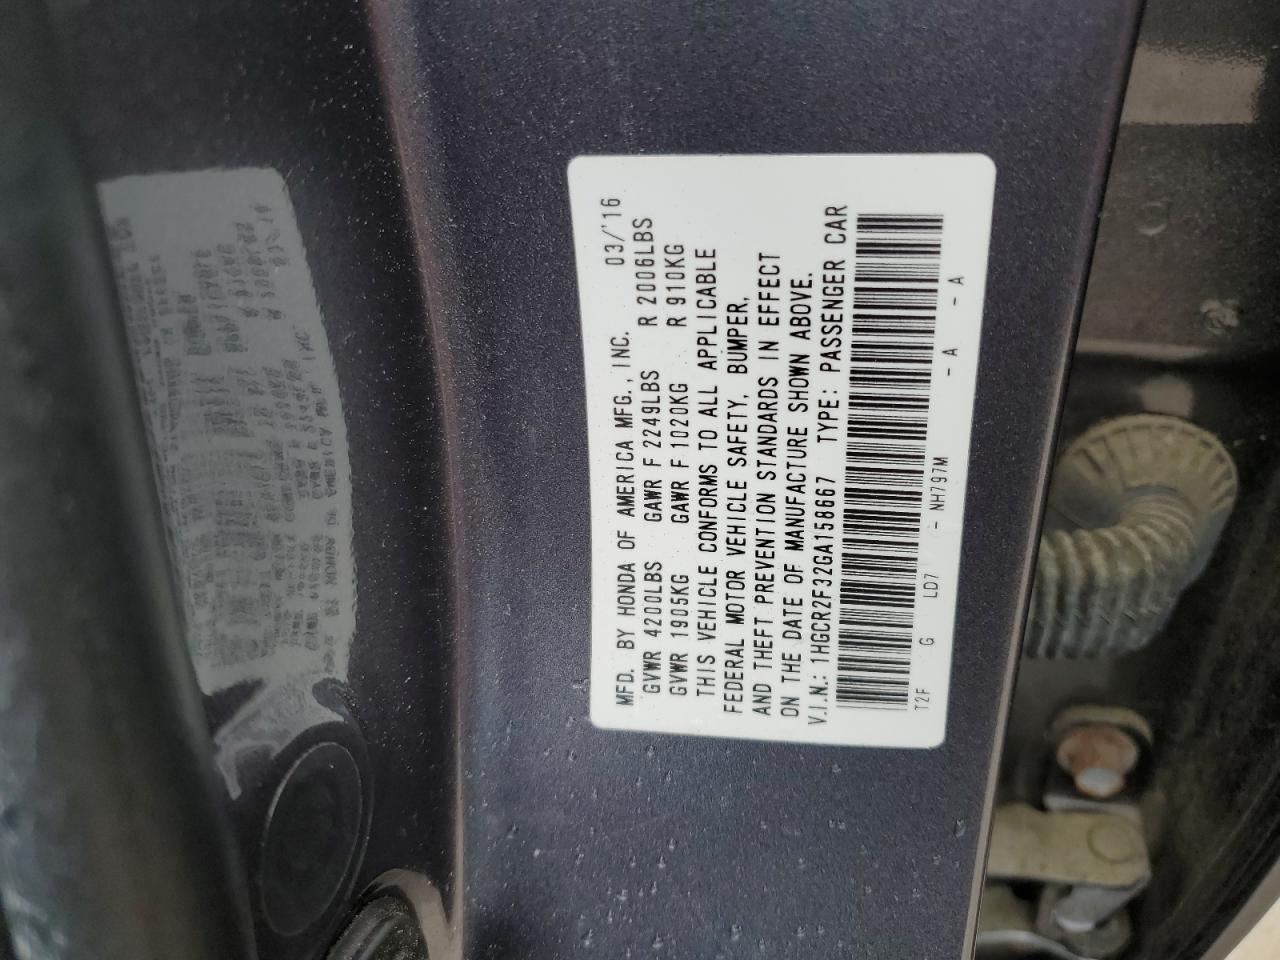 MFD. BY HONDA OF AMERICA MFG., INC. 03/'16
GVWR 4200LBS GAWR F 2249LBS R 2006LBS
GVWR 1905KG GAWR F 1020KG R 910KG
THIS VEHICLE CONFORMS TO ALL APPLICABLE
FEDERAL MOTOR VEHICLE SAFETY, BUMPER,
AND THEFT PREVENTION STANDARDS IN EFFECT
ON THE DATE OF MANUFACTURE SHOWN ABOVE.
V.I.N.: 1HGCR2F32GA158667 TYPE: PASSENGER CAR
T2F G LD7 - NH797M - A - A